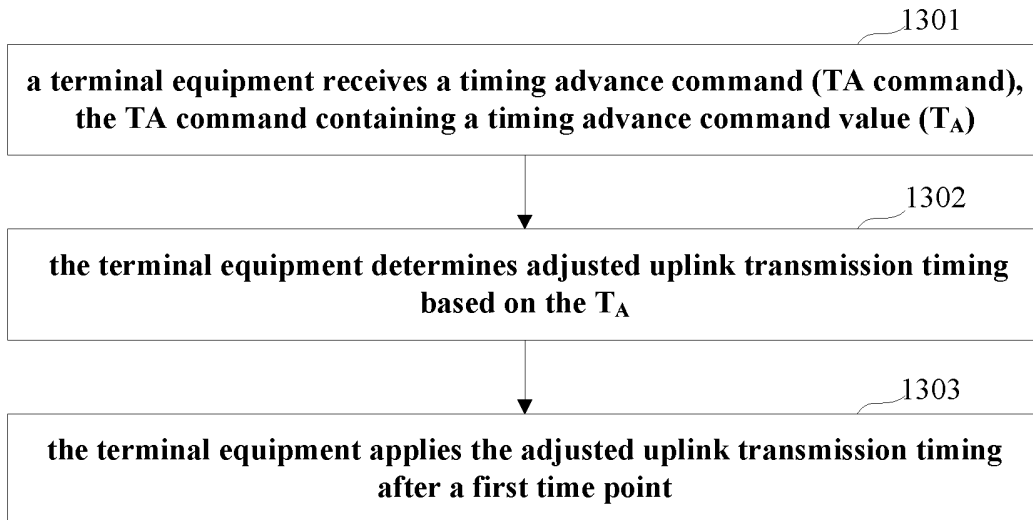 1301
a terminal equipment receives a timing advance command (TA command),
the TA command containing a timing advance command value (TA)
1302
the terminal equipment determines adjusted uplink transmission timing
based on the TA
1303
the terminal equipment applies the adjusted uplink transmission timing
after a first time point